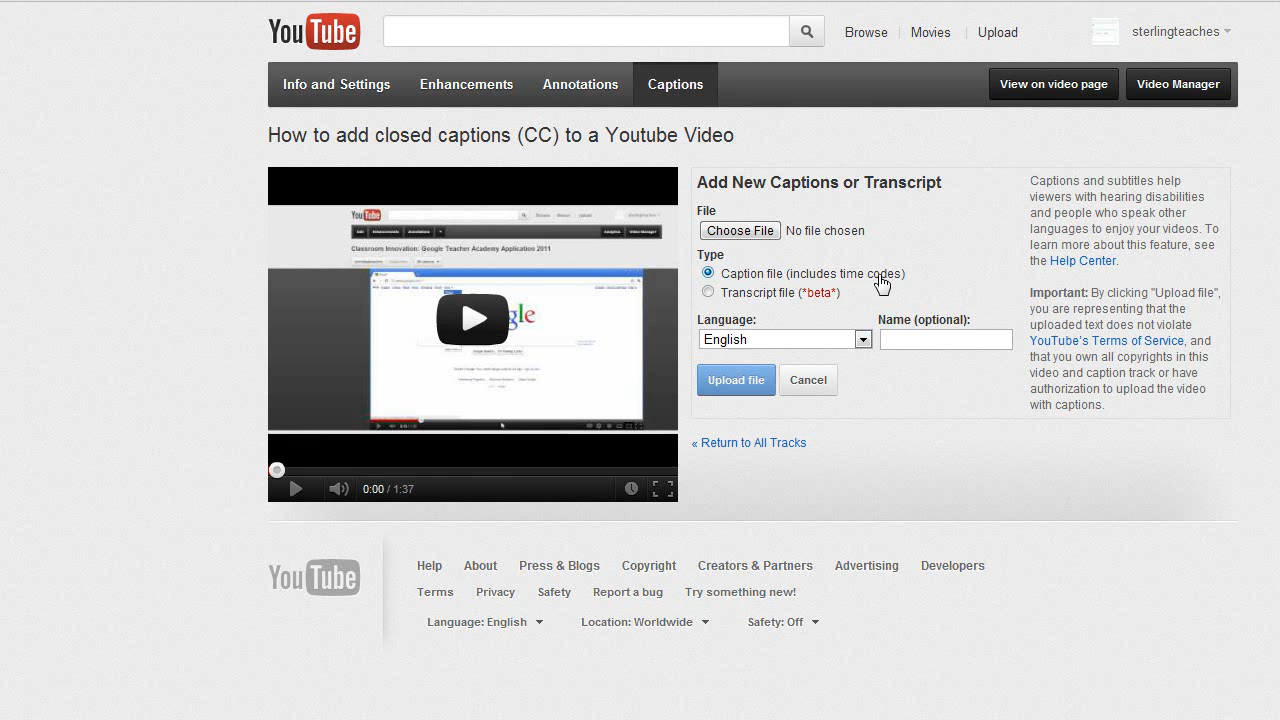 YouTube
Browse
Movies
Upload
sterlingteaches
Info and Settings
Enhancements
Annotations
Captions
View on video page
Video Manager
How to add closed captions (CC) to a Youtube Video
YouTube
Classroom Innovation: Google Teacher Academy Application 2011
0:00 / 1:37
Add New Captions or Transcript
File
Choose File No file chosen
Type
Caption file (includes time codes)
Transcript file (*beta*)
Language:
Name (optional):
English
Upload file
Cancel
« Return to All Tracks
Captions and subtitles help
viewers with hearing disabilities
and people who speak other
languages to enjoy your videos. To
learn more about this feature see
the Help Center.
Important: By clicking "Upload file",
you are representing that the
uploaded text does not violate
YouTube's Terms of Service, and
that you own all copyrights in this
video and caption track or have
authorization to upload the video
with captions.
YouTube
Help
About
Press & Blogs
Copyright
Creators & Partners
Advertising
Developers
Terms
Privacy
Safety
Report a bug
Try something new!
Language: English
Location: Worldwide
Safety: Off